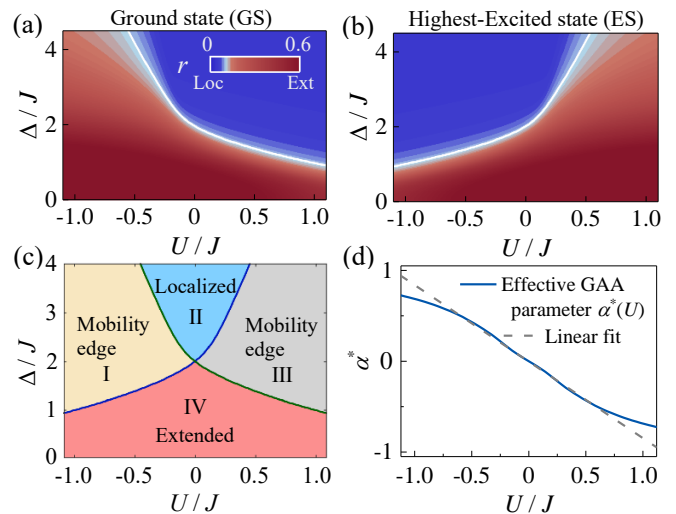 (a) Ground state (GS)
(b) Highest-Excited state (ES)
0 0.6
r
Loc Ext
Δ / J
4
2
0
-1.0 -0.5 0 0.5 1.0
U / J
-1.0 -0.5 0 0.5 1.0
U / J
(c)
Δ / J
4
3
2
1
0
Localized
II
Mobility
edge
I
Mobility
edge
III
IV
Extended
-1.0 -0.5 0 0.5 1.0
U / J
(d)
α*
1
0
-1
Effective GAA
parameter α*(U)
Linear fit
-1.0 -0.5 0 0.5 1.0
U / J